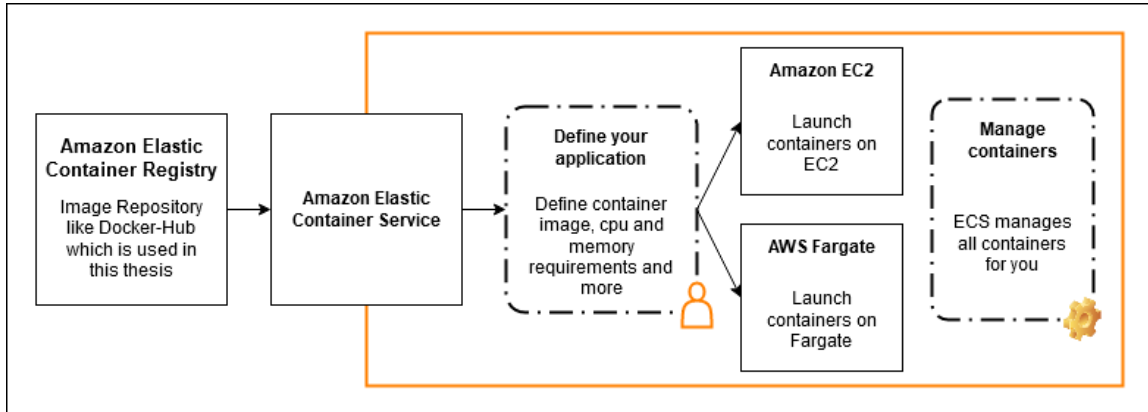 Amazon Elastic
Container Registry
Image Repository
like Docker-Hub
which is used in
this thesis
Amazon Elastic
Container Service
Define your
application
Define container
image, cpu and
memory
requirements and
more
Amazon EC2
Launch
containers on
EC2
AWS Fargate
Launch
containers on
Fargate
Manage
containers
ECS manages
all containers
for you